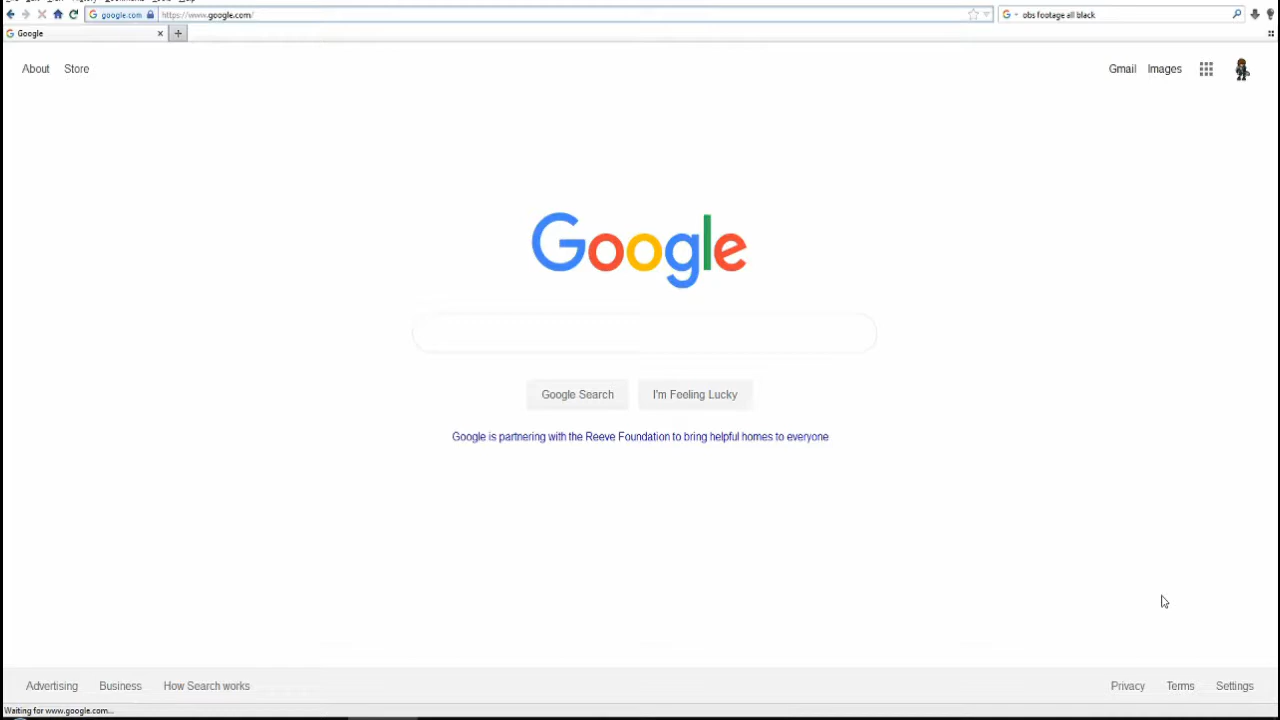 google.com https://www.google.com/ obs footage all black
Google
About Store Gmail Images
Google
Google Search I'm Feeling Lucky
Google is partnering with the Reeve Foundation to bring helpful homes to everyone
Advertising Business How Search works Privacy Terms Settings
Waiting for www.google.com...